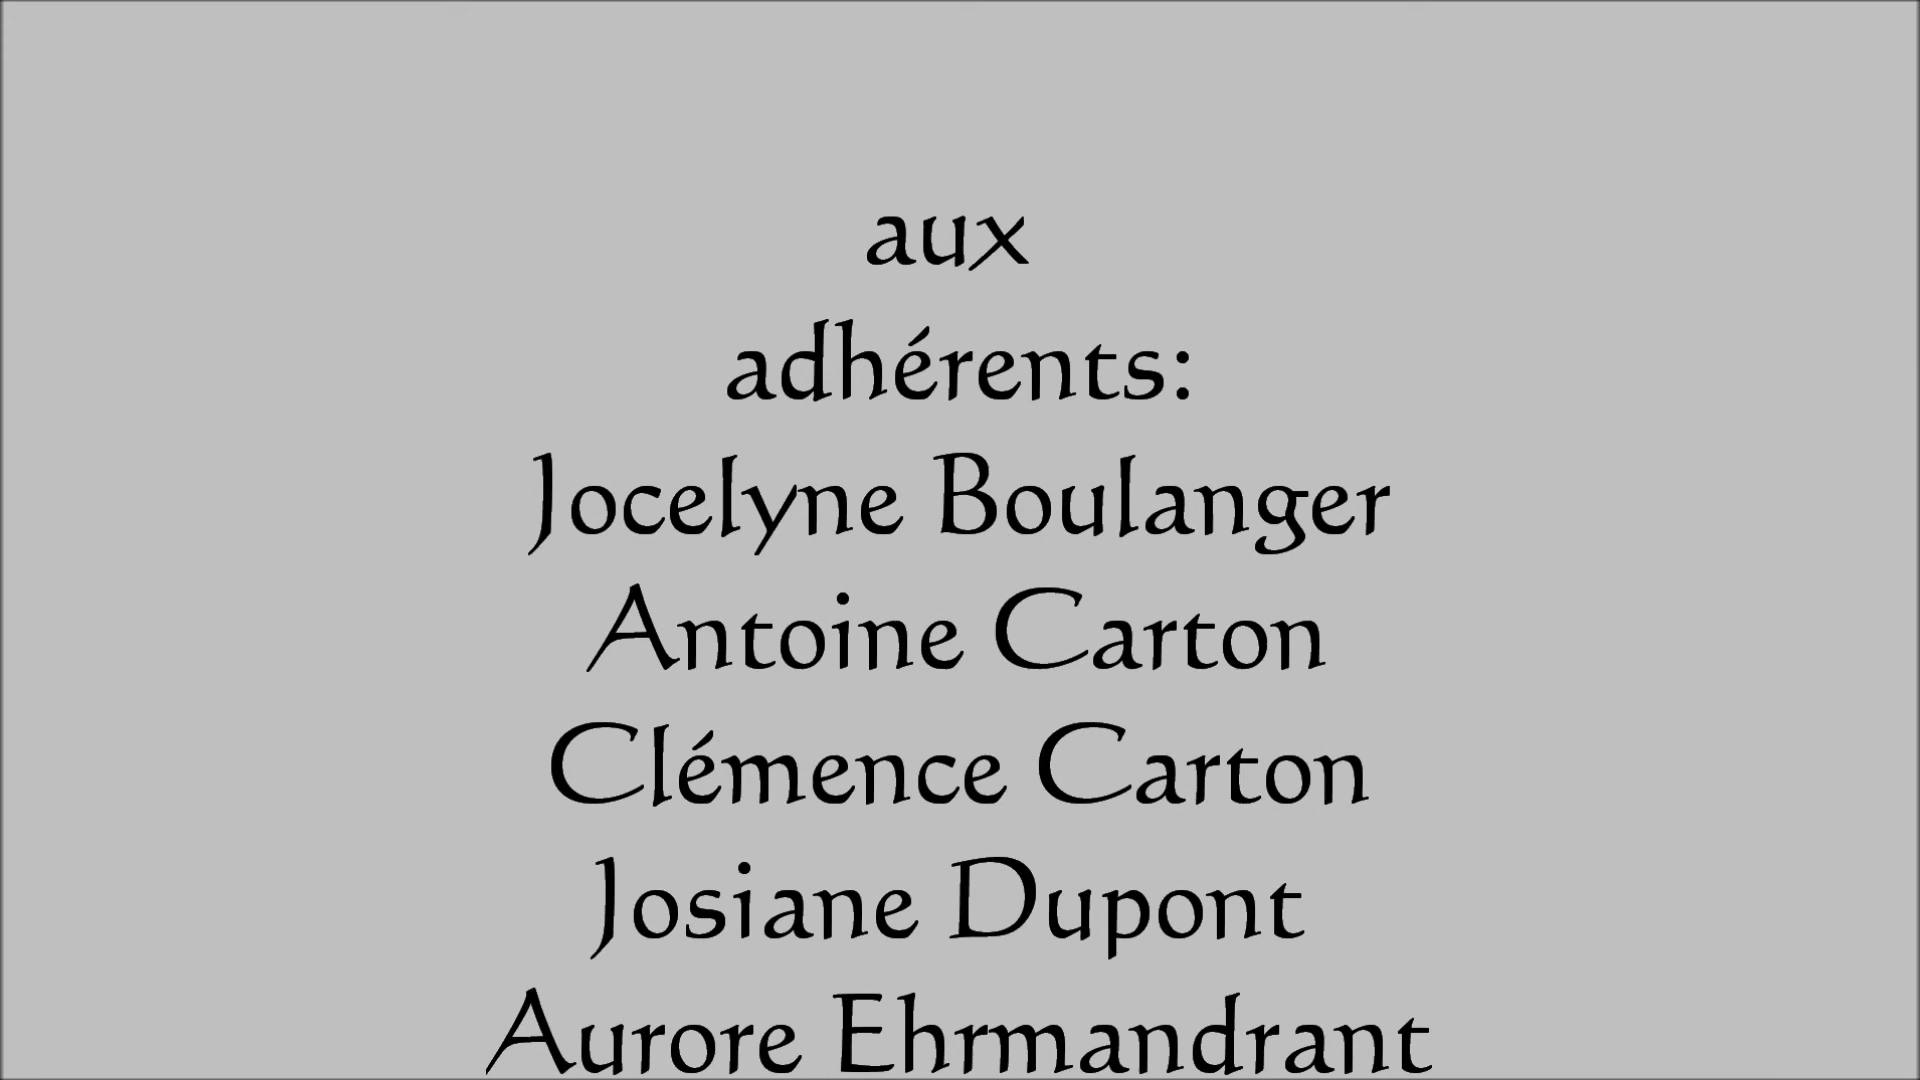 aux
adhérents:
Jocelyne Boulanger
Antoine Carton
Clémence Carton
Josiane Dupont
Aurore Ehrmandrant